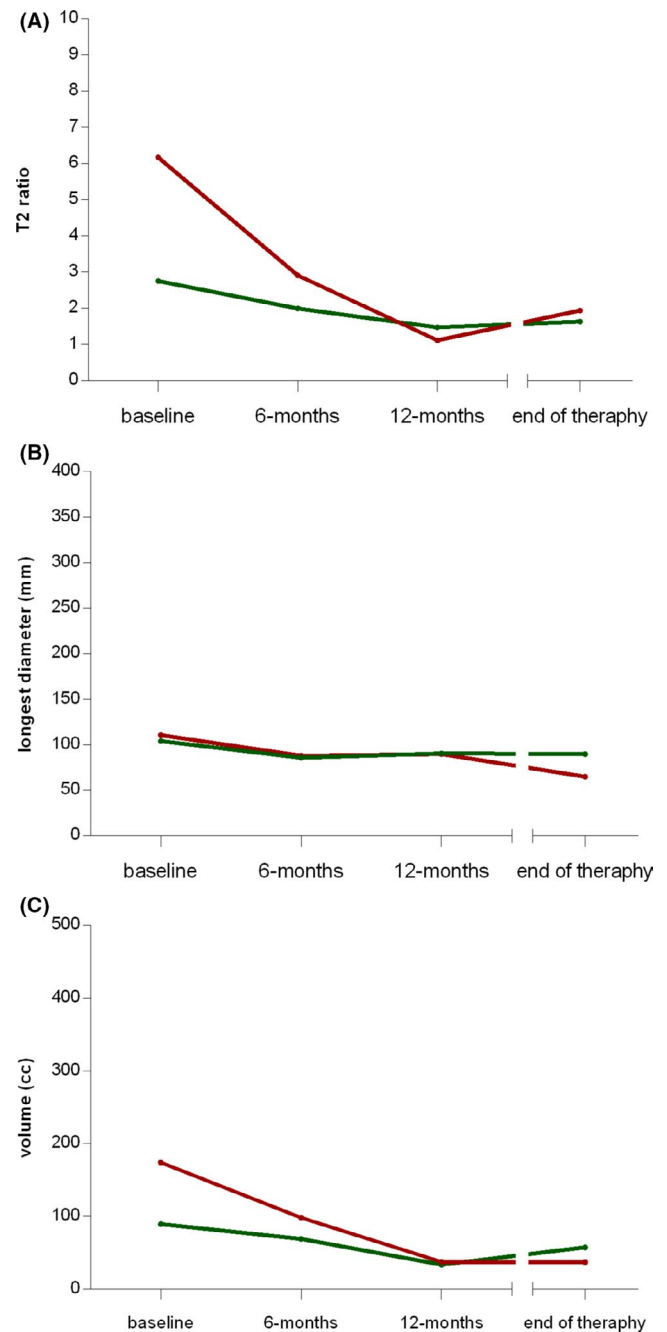 (A)
10
9
8
7
6
5
4
3
2
1
0
T2 ratio
baseline 6-months 12-months end of theraphy
(B)
400
350
300
250
200
150
100
50
0
longest diameter (mm)
baseline 6-months 12-months end of theraphy
(C)
500
400
300
200
100
0
volume (cc)
baseline 6-months 12-months end of theraphy